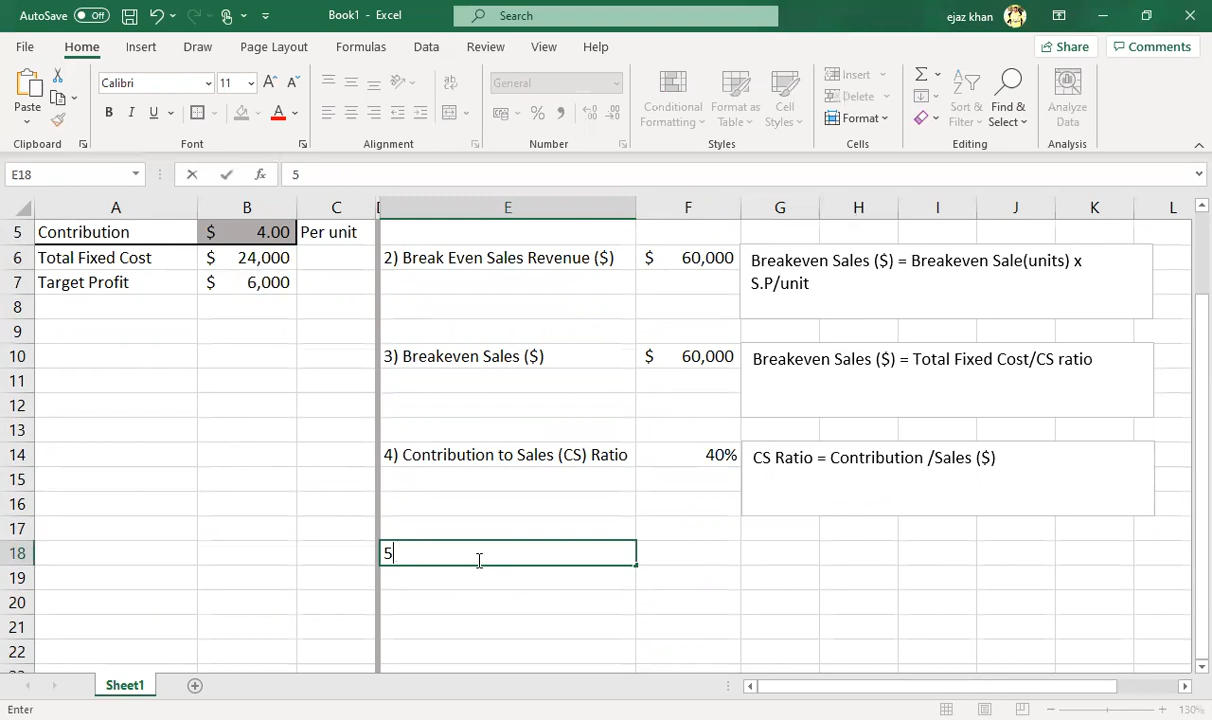 AutoSave Off Book1 - Excel Search ejaz khan
File Home Insert Draw Page Layout Formulas Data Review View Help Share Comments
Paste
Clipboard
Calibri 11
B I U
Font
Alignment
General
Number
Conditional Formatting
Format as Table
Cell Styles
Styles
Insert
Delete
Format
Cells
Sort & Filter
Find & Select
Editing
Analyze Data
Analysis
E18 fx 5
A B C E F G H I J K L
5 Contribution $ 4.00 Per unit
6 Total Fixed Cost $ 24,000 2) Break Even Sales Revenue ($) $ 60,000 Breakeven Sales ($) = Breakeven Sale(units) x
S.P/unit
7 Target Profit $ 6,000
8
9
10 3) Breakeven Sales ($) $ 60,000 Breakeven Sales ($) = Total Fixed Cost/CS ratio
11
12
13
14 4) Contribution to Sales (CS) Ratio 40% CS Ratio = Contribution /Sales ($)
15
16
17
18 5
19
20
21
22
Sheet1
Enter 130%